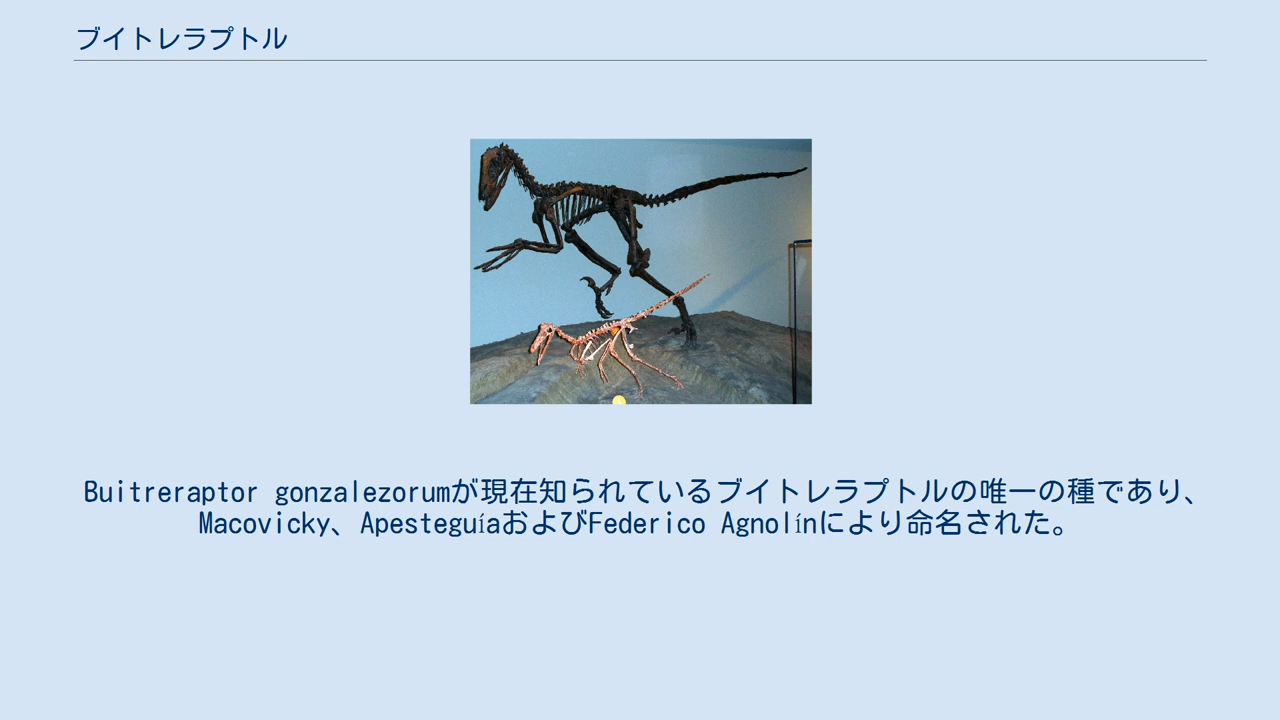 ブイトレラプトル
Buitreraptor gonzalezorumが現在知られているブイトレラプトルの唯一の種であり、
Macovicky、ApesteguíaおよびFederico Agnolínにより命名された。